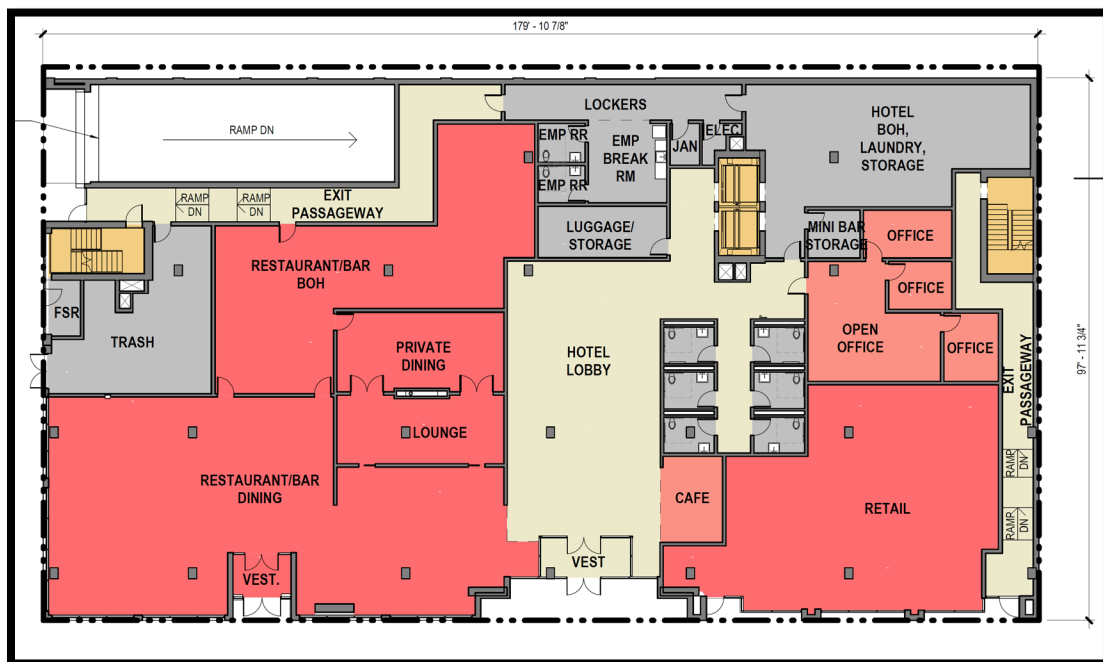 179' - 10 7/8"
LOCKERS
HOTEL
BOH,
LAUNDRY,
STORAGE
RAMP DN
EMP RR
EMP
BREAK
RM
JAN
ELEC
EMP RR
EXIT
PASSAGEWAY
RAMP
DN
RAMP
DN
LUGGAGE/
STORAGE
MINI BAR
STORAGE
OFFICE
RESTAURANT/BAR
BOH
OFFICE
FSR
TRASH
PRIVATE
DINING
HOTEL
LOBBY
OPEN
OFFICE
OFFICE
EXIT
PASSAGEWAY
97' - 11 3/4"
LOUNGE
RESTAURANT/BAR
DINING
CAFE
RETAIL
RAMP
DN
RAMP
DN
VEST
VEST.